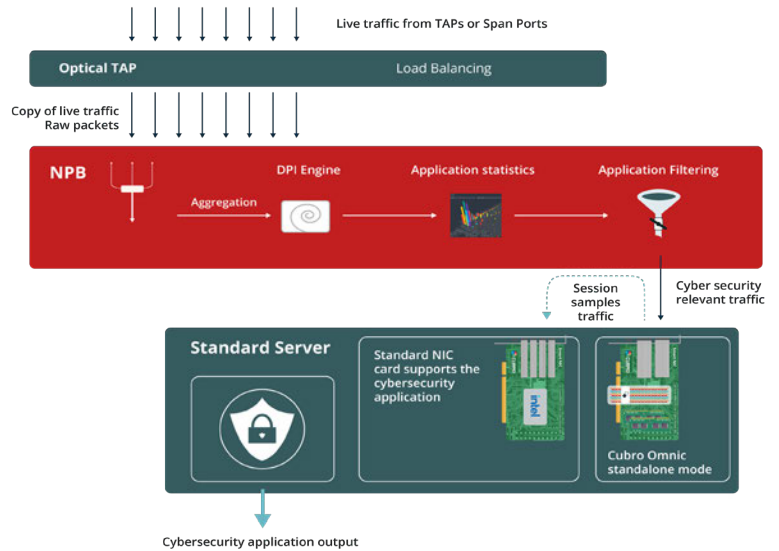 Live traffic from TAPs or Span Ports
Optical TAP
Load Balancing
Copy of live traffic
Raw packets
NPB
Aggregation
DPI Engine
Application statistics
Application Filtering
Session
samples
traffic
Cyber security
relevant traffic
Standard Server
Standard NIC
card supports the
cybersecurity
application
intel
Cubro Omnic
standalone mode
Cybersecurity application output